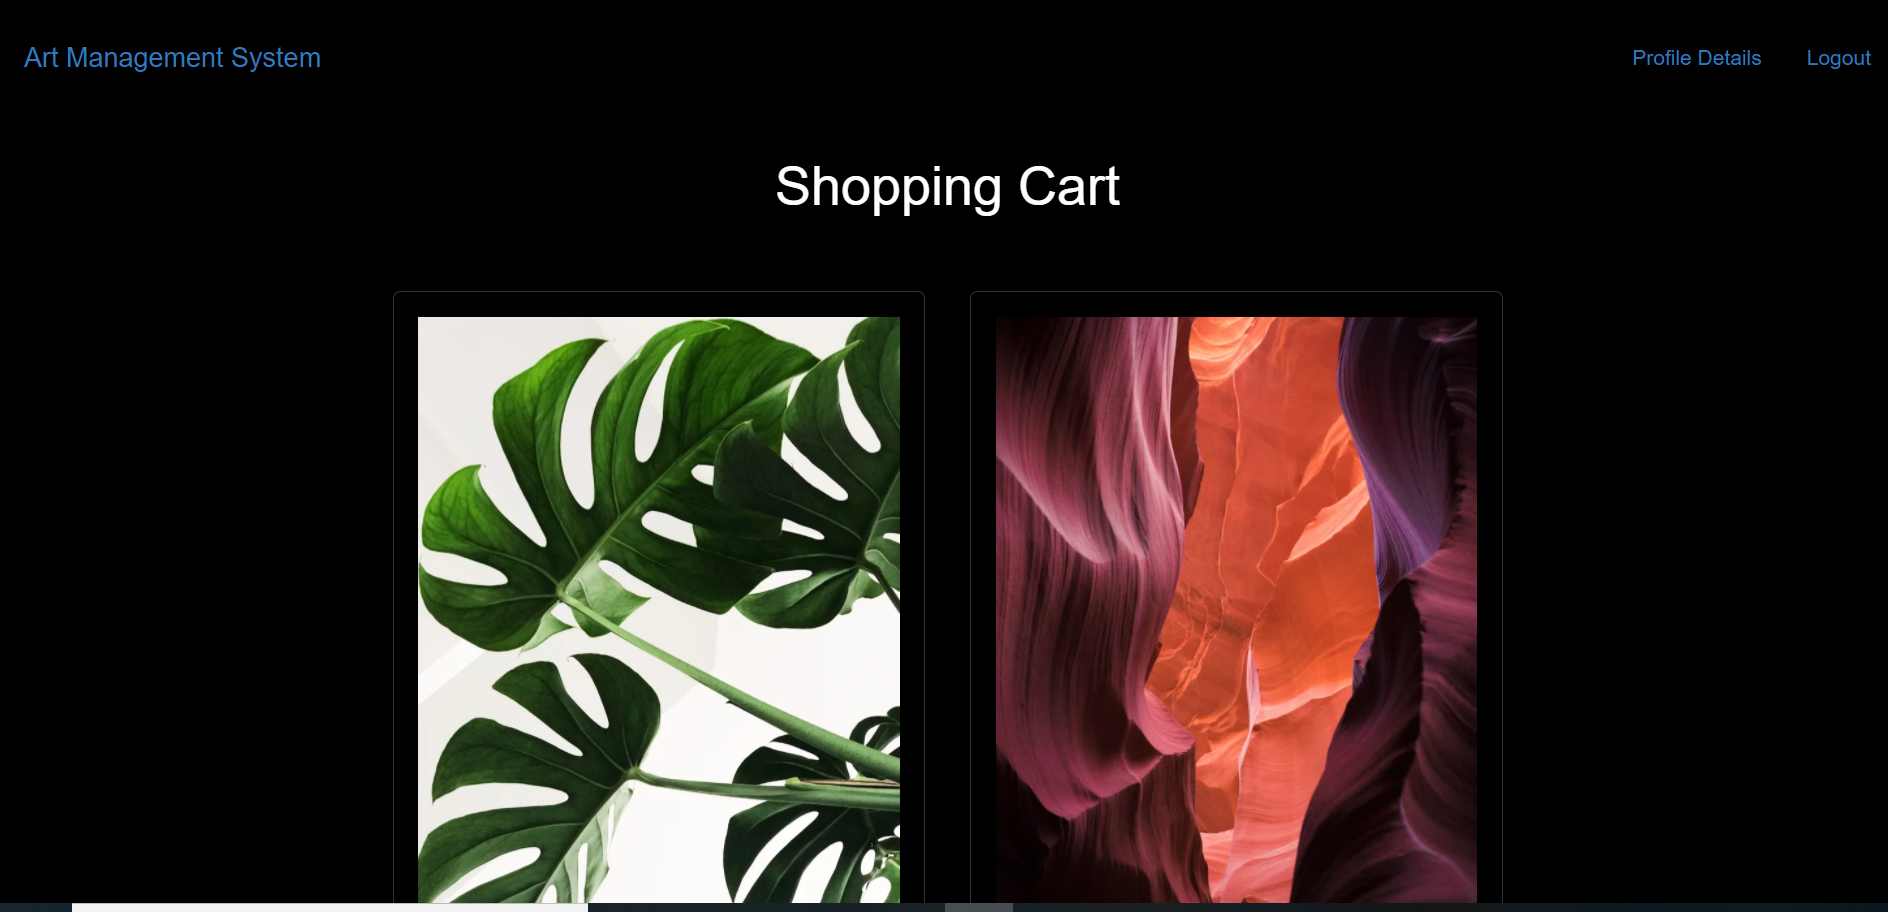 Art Management System
Profile Details
Logout
Shopping Cart